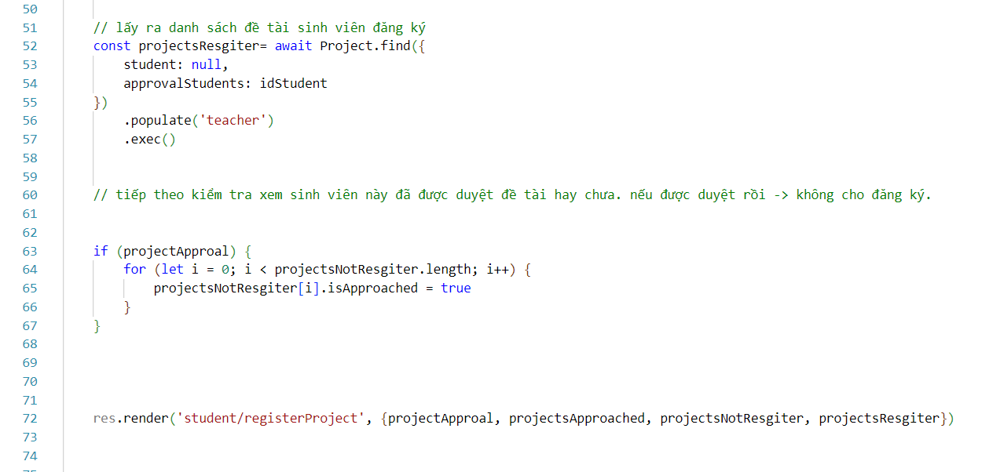 50
51 // lấy ra danh sách đề tài sinh viên đăng ký
52 const projectsResgiter= await Project.find({
53 student: null,
54 approvalStudents: idStudent
55 })
56 .populate('teacher')
57 .exec()
58
59
60 // tiếp theo kiểm tra xem sinh viên này đã được duyệt đề tài hay chưa. nếu được duyệt rồi -> không cho đăng ký.
61
62
63 if (projectApproal) {
64 for (let i = 0; i < projectsNotResgiter.length; i++) {
65 projectsNotResgiter[i].isApproached = true
66 }
67 }
68
69
70
71
72 res.render('student/registerProject', {projectApproal, projectsApproached, projectsNotResgiter, projectsResgiter})
73
74